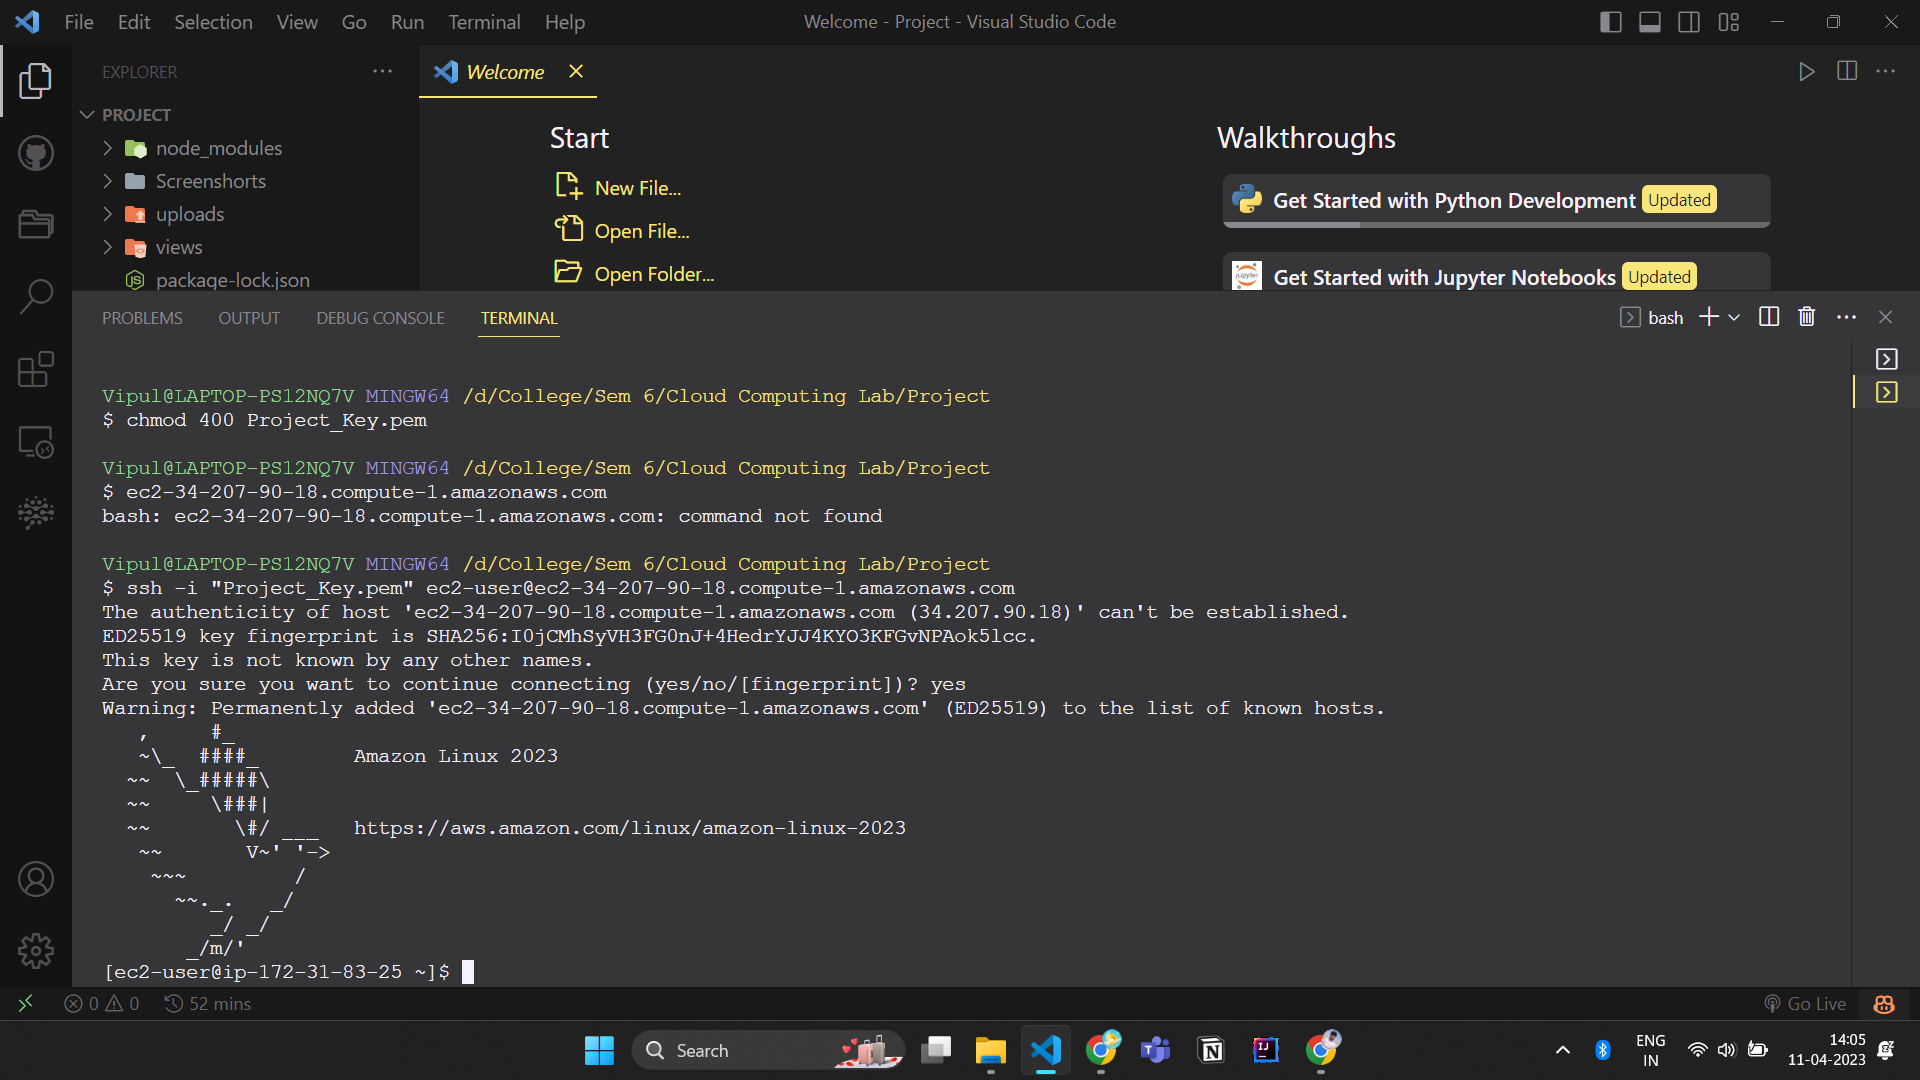 File Edit Selection View Go Run Terminal Help
Welcome - Project - Visual Studio Code
EXPLORER
PROJECT
node_modules
Screenshorts
uploads
views
package-lock.json
Welcome
Start
New File...
Open File...
Open Folder...
Walkthroughs
Get Started with Python Development Updated
Get Started with Jupyter Notebooks Updated
PROBLEMS OUTPUT DEBUG CONSOLE TERMINAL
bash
Vipul@LAPTOP-PS12NQ7V MINGW64 /d/College/Sem 6/Cloud Computing Lab/Project
$ chmod 400 Project_Key.pem
Vipul@LAPTOP-PS12NQ7V MINGW64 /d/College/Sem 6/Cloud Computing Lab/Project
$ ec2-34-207-90-18.compute-1.amazonaws.com
bash: ec2-34-207-90-18.compute-1.amazonaws.com: command not found
Vipul@LAPTOP-PS12NQ7V MINGW64 /d/College/Sem 6/Cloud Computing Lab/Project
$ ssh -i "Project_Key.pem" ec2-user@ec2-34-207-90-18.compute-1.amazonaws.com
The authenticity of host 'ec2-34-207-90-18.compute-1.amazonaws.com (34.207.90.18)' can't be established.
ED25519 key fingerprint is SHA256:I0jCMhSyVH3FG0nJ+4HedrYJJ4KYO3KFGvNPAok5lcc.
This key is not known by any other names.
Are you sure you want to continue connecting (yes/no/[fingerprint])? yes
Warning: Permanently added 'ec2-34-207-90-18.compute-1.amazonaws.com' (ED25519) to the list of known hosts.
   ,     #_
   ~\_  ####_        Amazon Linux 2023
  ~~  \_#####\
  ~~     \###|
  ~~       \#/ ___   https://aws.amazon.com/linux/amazon-linux-2023
   ~~       V~' '->
    ~~~         /
      ~~._.   _/
         _/ _/
       _/m/'
[ec2-user@ip-172-31-83-25 ~]$
0 0 52 mins
Go Live
Search
ENG
IN
14:05
11-04-2023